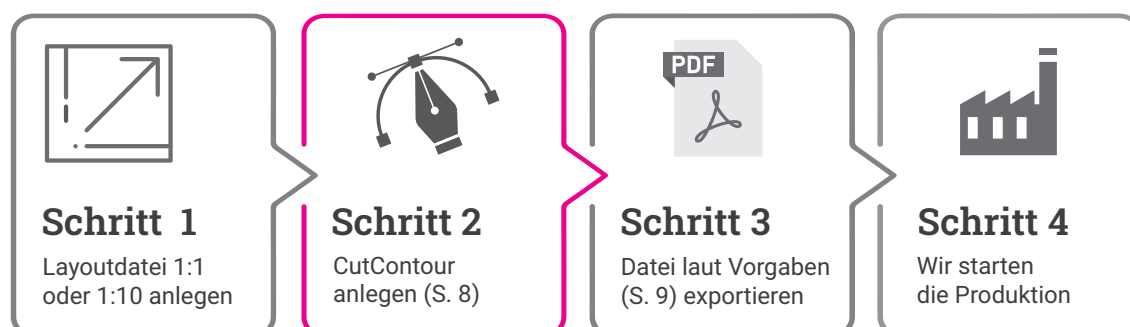 Schritt 1
Layoutdatei 1:1
oder 1:10 anlegen
Schritt 2
CutContour
anlegen (S. 8)
PDF
Schritt 3
Datei laut Vorgaben
(S. 9) exportieren
Schritt 4
Wir starten
die Produktion